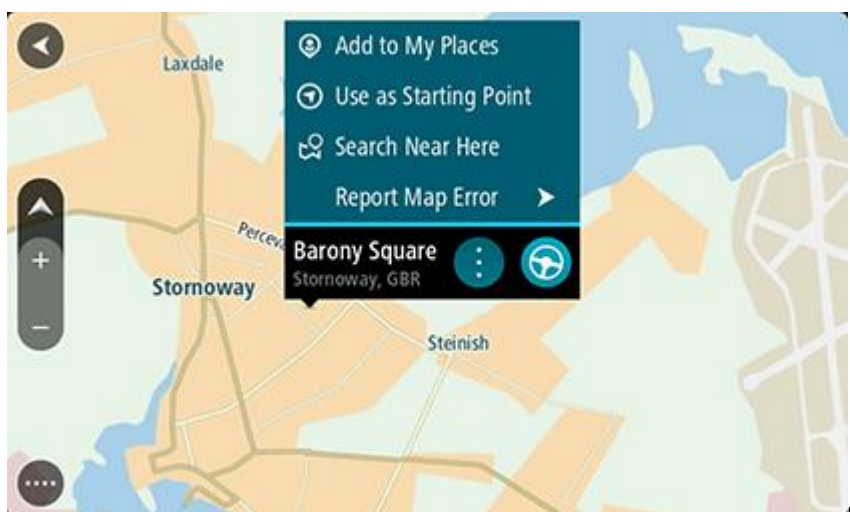 Laxdale
Add to My Places
Use as Starting Point
Search Near Here
Report Map Error
Perceva
Barony Square
Stornoway, GBR
Stornoway
Steinish